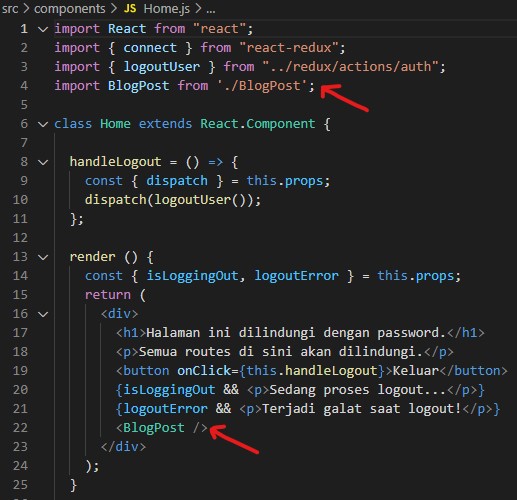 src > components > JS Home.js > ...
1 import React from "react";
2 import { connect } from "react-redux";
3 import { logoutUser } from "../redux/actions/auth";
4 import BlogPost from './BlogPost';
5
6 class Home extends React.Component {
7
8   handleLogout = () => {
9     const { dispatch } = this.props;
10     dispatch(logoutUser());
11   };
12
13   render () {
14     const { isLoggingOut, logoutError } = this.props;
15     return (
16       <div>
17         <h1>Halaman ini dilindungi dengan password.</h1>
18         <p>Semua routes di sini akan dilindungi.</p>
19         <button onClick={this.handleLogout}>Keluar</button>
20         {isLoggingOut && <p>Sedang proses logout...</p>}
21         {logoutError && <p>Terjadi galat saat logout!</p>}
22         <BlogPost />
23       </div>
24     );
25   }